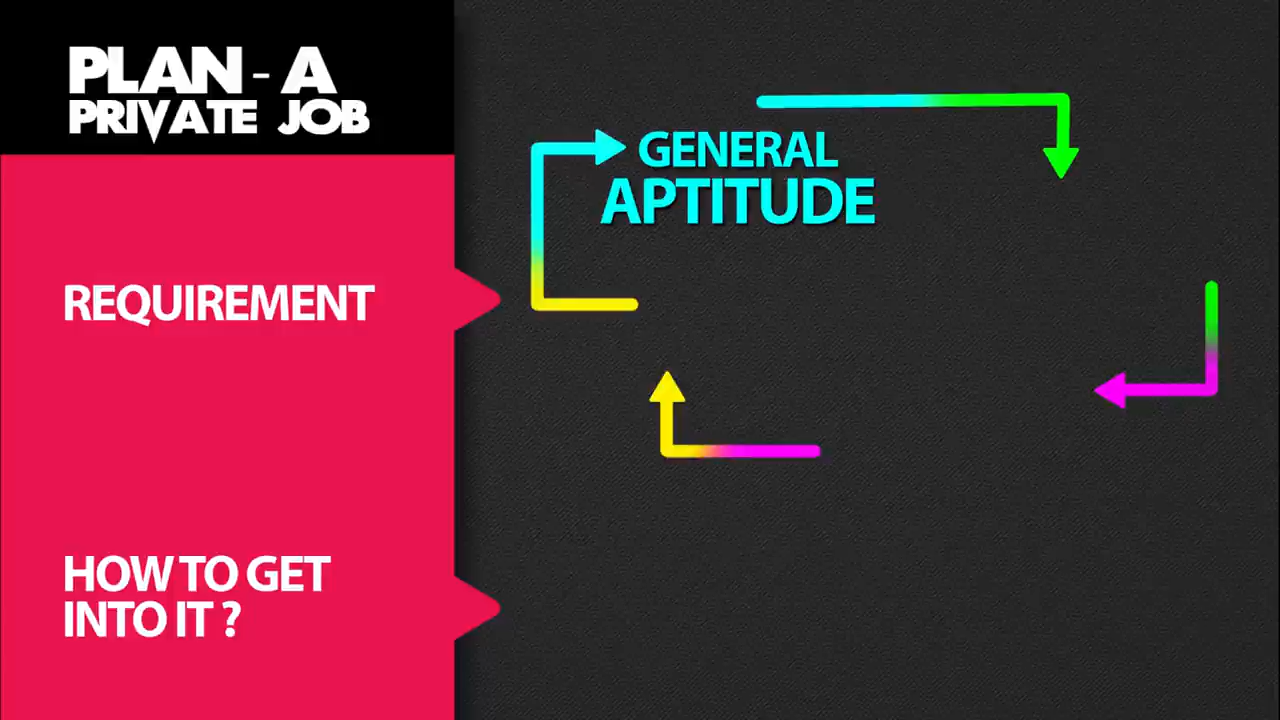 PLAN - A
PRIVATE JOB
GENERAL
APTITUDE
REQUIREMENT
HOW TO GET
INTO IT ?